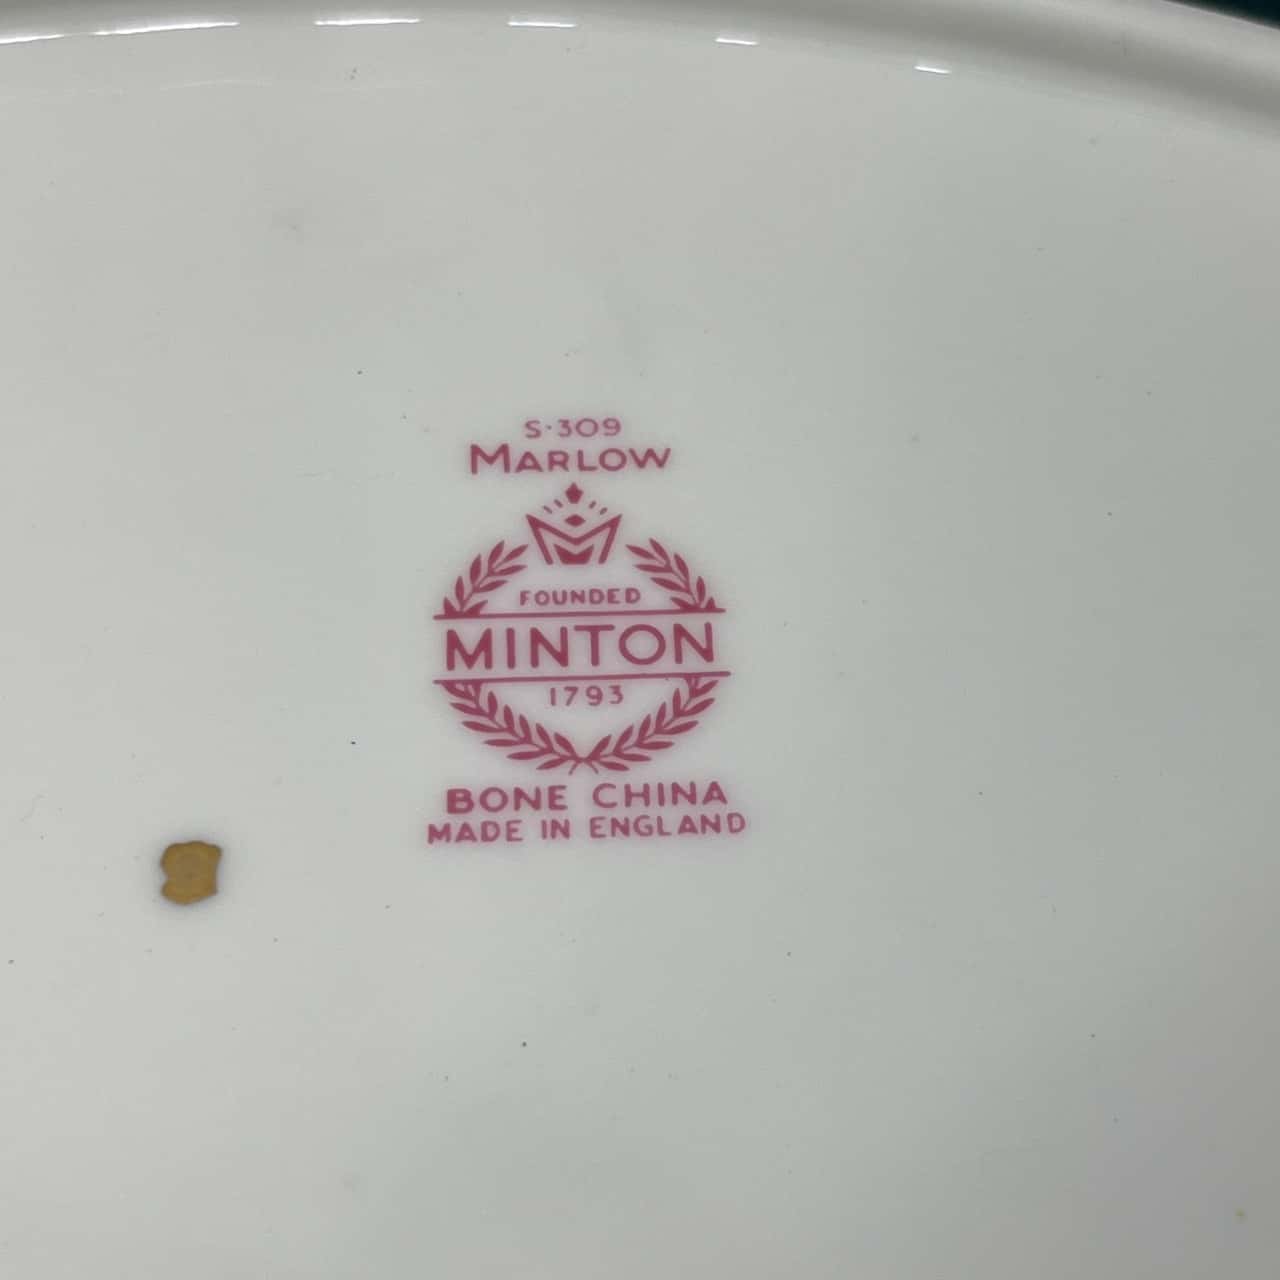 S·309
MARLOW
FOUNDED
MINTON
1793
BONE CHINA
MADE IN ENGLAND